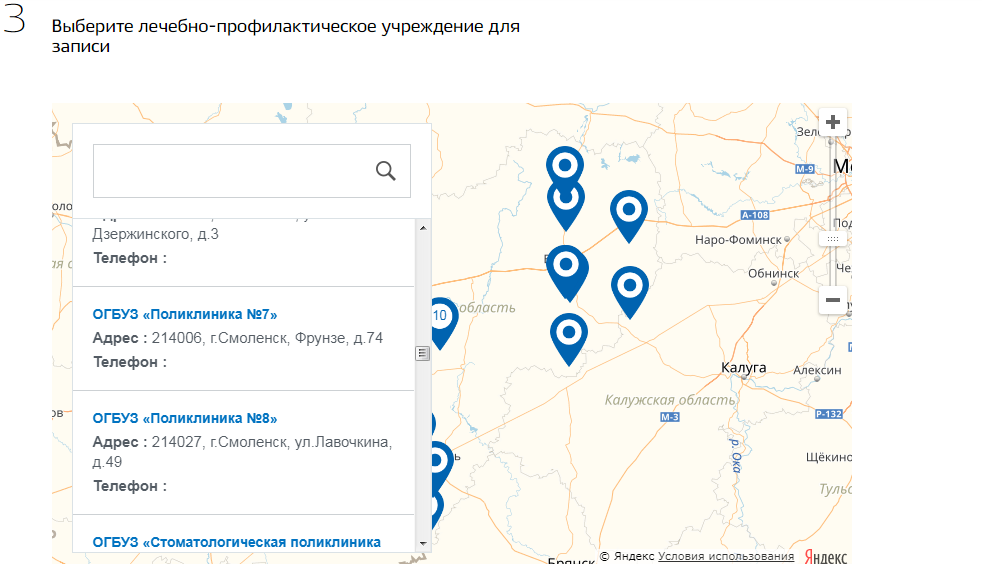 3
Выберите лечебно-профилактическое учреждение для
записи
Дзержинского, д.3
Телефон :
ОГБУЗ «Поликлиника №7»
Адрес : 214006, г.Смоленск, Фрунзе, д.74
Телефон :
ОГБУЗ «Поликлиника №8»
Адрес : 214027, г.Смоленск, ул.Лавочкина,
д.49
Телефон :
ОГБУЗ «Стоматологическая поликлиника
М-9
А-108
Наро-Фоминск
Обнинск
10
область
Калуга
Алексин
Калужская область
М-3
Р-132
р. Ока
Щёкино
Тульс
Брянск
© Яндекс Условия использования
Яндекс